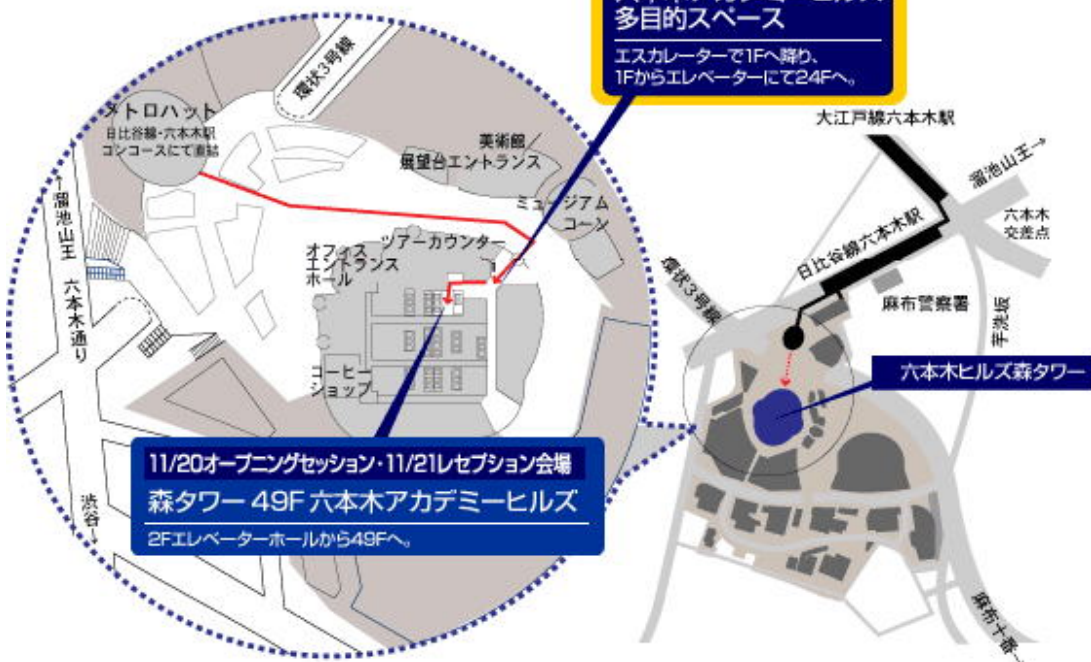 多目的スペース
エスカレーターで1Fへ降り、
1Fからエレベーターにて24Fへ。
環状3号線
メトロハット
日比谷線・六本木駅
コンコースにて直結
美術館/
展望台エントランス
ミュージアム
コーン
←溜池山王
六本木通り
オフィス
エントランス
ホール
ツアーカウンター
コーヒー
ショップ
渋谷→
11/20オープニングセッション・11/21レセプション会場
森タワー 49F 六本木アカデミーヒルズ
2Fエレベーターホールから49Fへ。
大江戸線六本木駅
溜池山王→
六本木
交差点
日比谷線六本木駅
環状3号線
麻布警察署
芋洗坂
六本木ヒルズ森タワー
麻布十番→